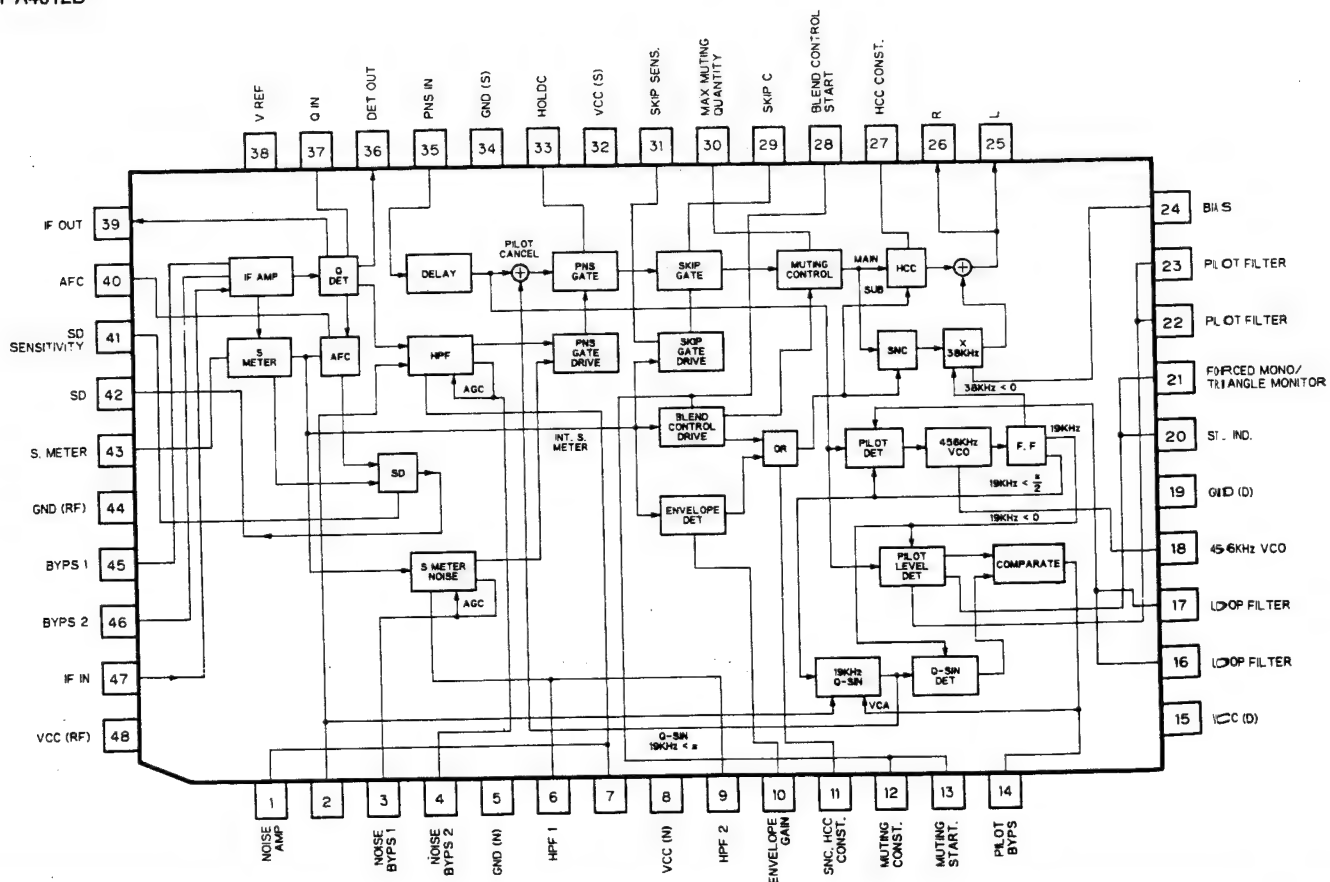 V REF
Q IN
DET OUT
PNS IN
GND (S)
HOLDC
VCC (S)
SKIP SENS.
MAX MUTING
QUANTITY
SKIP C
BLEND CONTROL
START
HCC CONST.
R
L
38
37
36
35
34
33
32
31
30
29
28
27
26
25
IF OUT 39
AFC 40
SD
SENSITIVITY 41
SD 42
S. METER 43
GND (RF) 44
BYPS 1 45
BYPS 2 46
IF IN 47
VCC (RF) 48
24 BIAS
23 PILOT FILTER
22 PILOT FILTER
21 FORCED MONO/
TRIANGLE MONITOR
20 ST. IND.
19 GND (D)
18 456KHz VCO
17 LOOP FILTER
16 LOOP FILTER
15 (D)
IF AMP
Q
DET
DELAY
PILOT
CANCEL
PNS
GATE
SKIP
GATE
MUTING
CONTROL
MAIN
SUB
HCC
S
METER
AFC
HPF
AGC
PNS
GATE
DRIVE
SKIP
GATE
DRIVE
SNC
X
38KHz
38KHz < 0
INT. S.
METER
BLEND
CONTROL
DRIVE
OR
PILOT
DET
456KHz
VCO
F. F
19KHz
19KHz < π/2
19KHz < 0
SD
ENVELOPE
DET
S METER
NOISE
AGC
PILOT
LEVEL
DET
COMPARATE
19KHz
Q-SIN
VCA
Q-SIN
DET
Q-SIN
19KHz < π
1
2
3
4
5
6
7
8
9
10
11
12
13
14
NOISE
AMP
NOISE
BYPS 1
NOISE
BYPS 2
GND (N)
HPF 1
VCC (N)
HPF 2
ENVELOPE
GAIN
SNC, HCC
CONST.
MUTING
CONST.
MUTING
START.
PILOT
BYPS